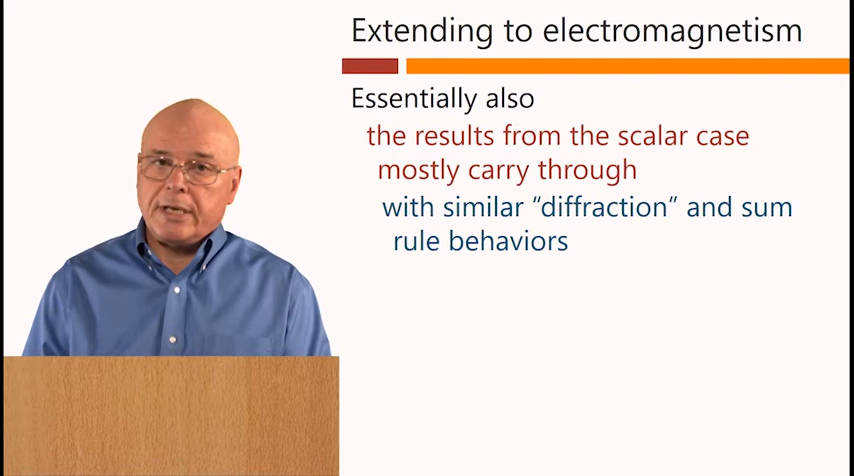 Extending to electromagnetism
Essentially also
the results from the scalar case
mostly carry through
with similar “diffraction” and sum
rule behaviors